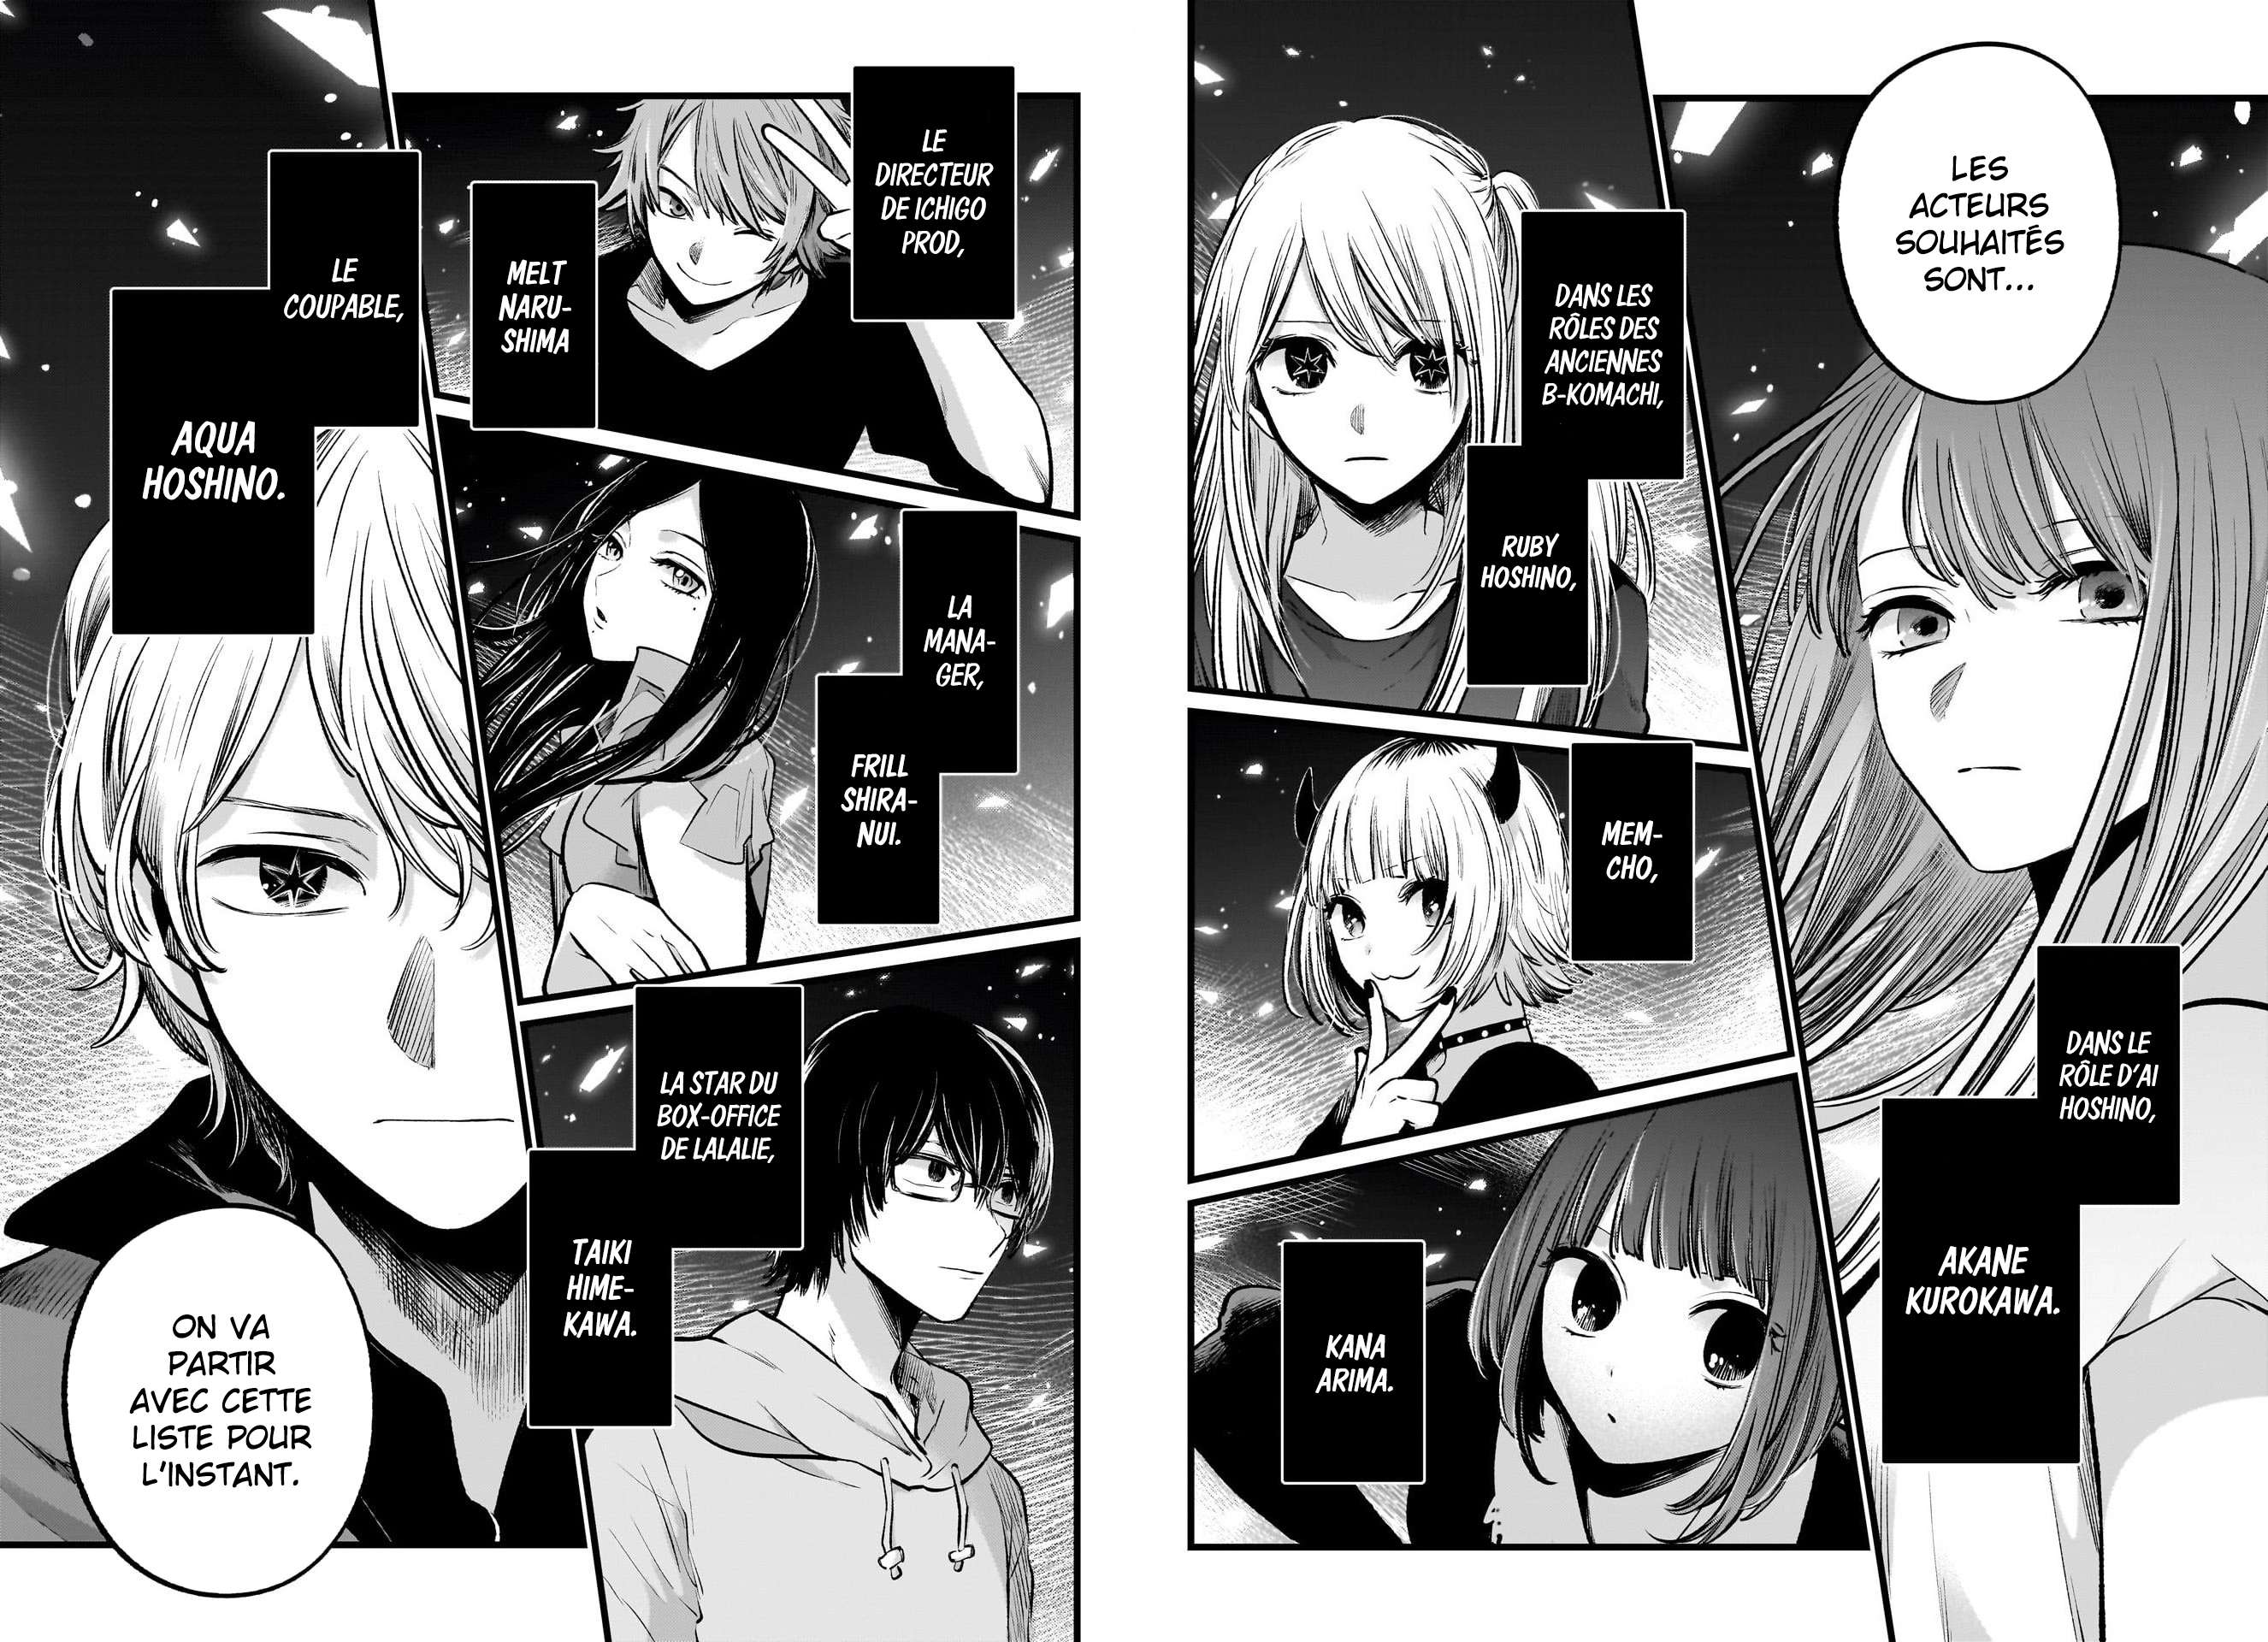 LES
ACTEURS
SOUHAITÉS
SONT...
DANS LE
RÔLE D'AI
HOSHINO,
AKANE
KUROKAWA.
DANS LES
RÔLES DES
ANCIENNES
B-KOMACHI,
RUBY
HOSHINO,
MEM-
CHO,
KANA
ARIMA.
LE
DIRECTEUR
DE ICHIGO
PROD,
MELT
NARU-
SHIMA
LA
MANA-
GER,
FRILL
SHIRA-
NUI.
LA STAR DU
BOX-OFFICE
DE LALALIE,
TAIKI
HIME-
KAWA.
LE
COUPABLE,
AQUA
HOSHINO.
ON VA
PARTIR
AVEC CETTE
LISTE POUR
L'INSTANT.